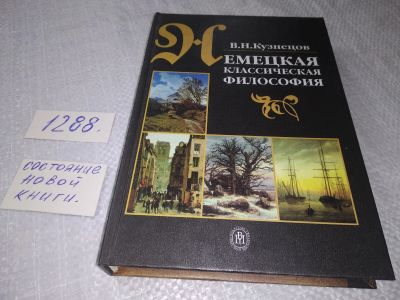 В.Н.Кузнецов
НЕМЕЦКАЯ
КЛАССИЧЕСКАЯ
ФИЛОСОФИЯ
1288.
состояние
новой
книги.